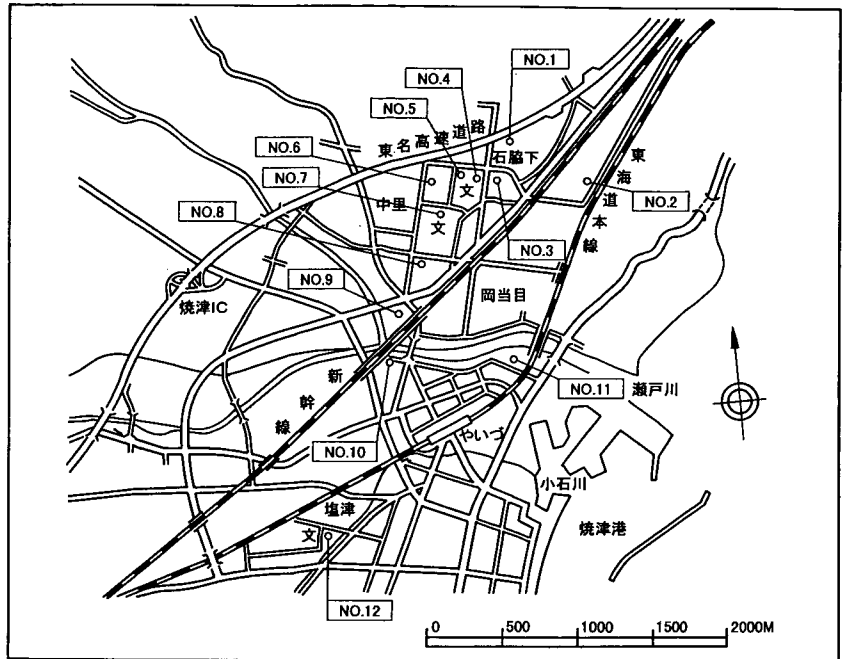 NO.1
NO.4
NO.5
東名高速道路
石脇下
NO.6
文
東海道本線
NO.7
中里
NO.2
NO.8
文
NO.3
NO.9
岡当目
焼津IC
新幹線
NO.11
瀬戸川
NO.10
やいづ
小石川
塩津
焼津港
文
NO.12
0 500 1000 1500 2000M